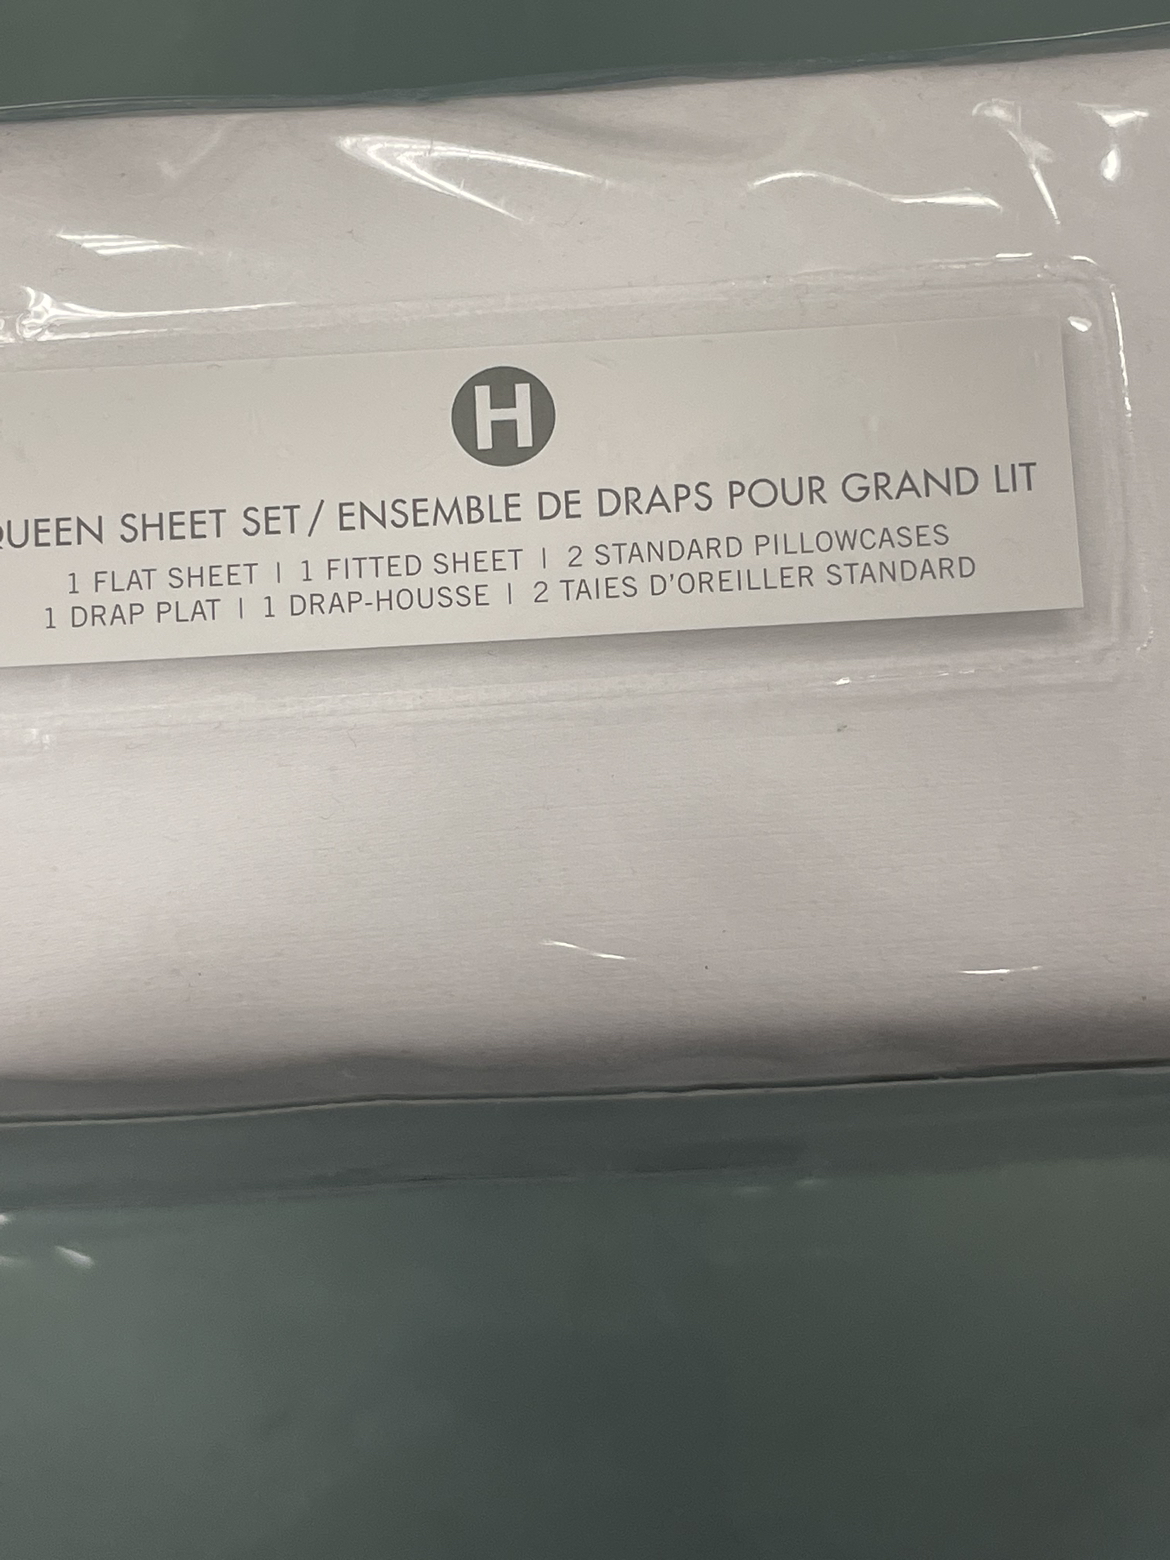 H
QUEEN SHEET SET / ENSEMBLE DE DRAPS POUR GRAND LIT
1 FLAT SHEET | 1 FITTED SHEET | 2 STANDARD PILLOWCASES
1 DRAP PLAT | 1 DRAP-HOUSSE | 2 TAIES D'OREILLER STANDARD